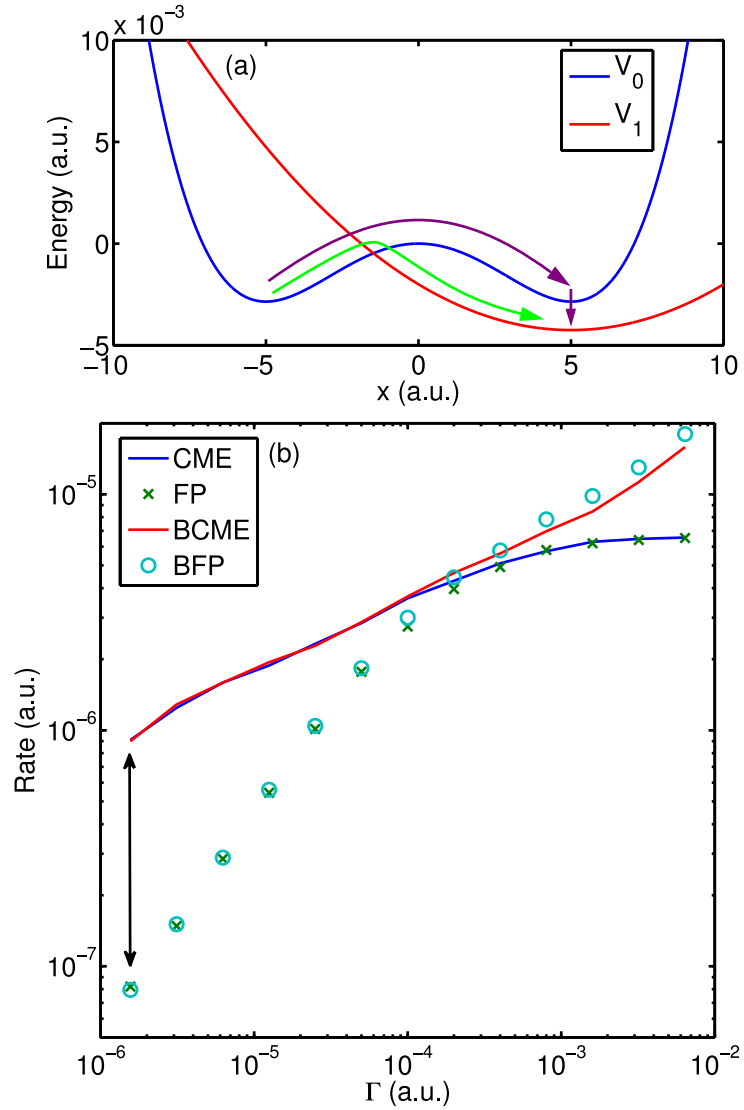 x 10⁻³
10
5
0
−5
Energy (a.u.)
(a)
V₀
V₁
−10
−5
0
5
10
x (a.u.)
(b)
CME
FP
BCME
BFP
10⁻⁵
10⁻⁶
10⁻⁷
Rate (a.u.)
10⁻⁶
10⁻⁵
10⁻⁴
10⁻³
10⁻²
Γ (a.u.)